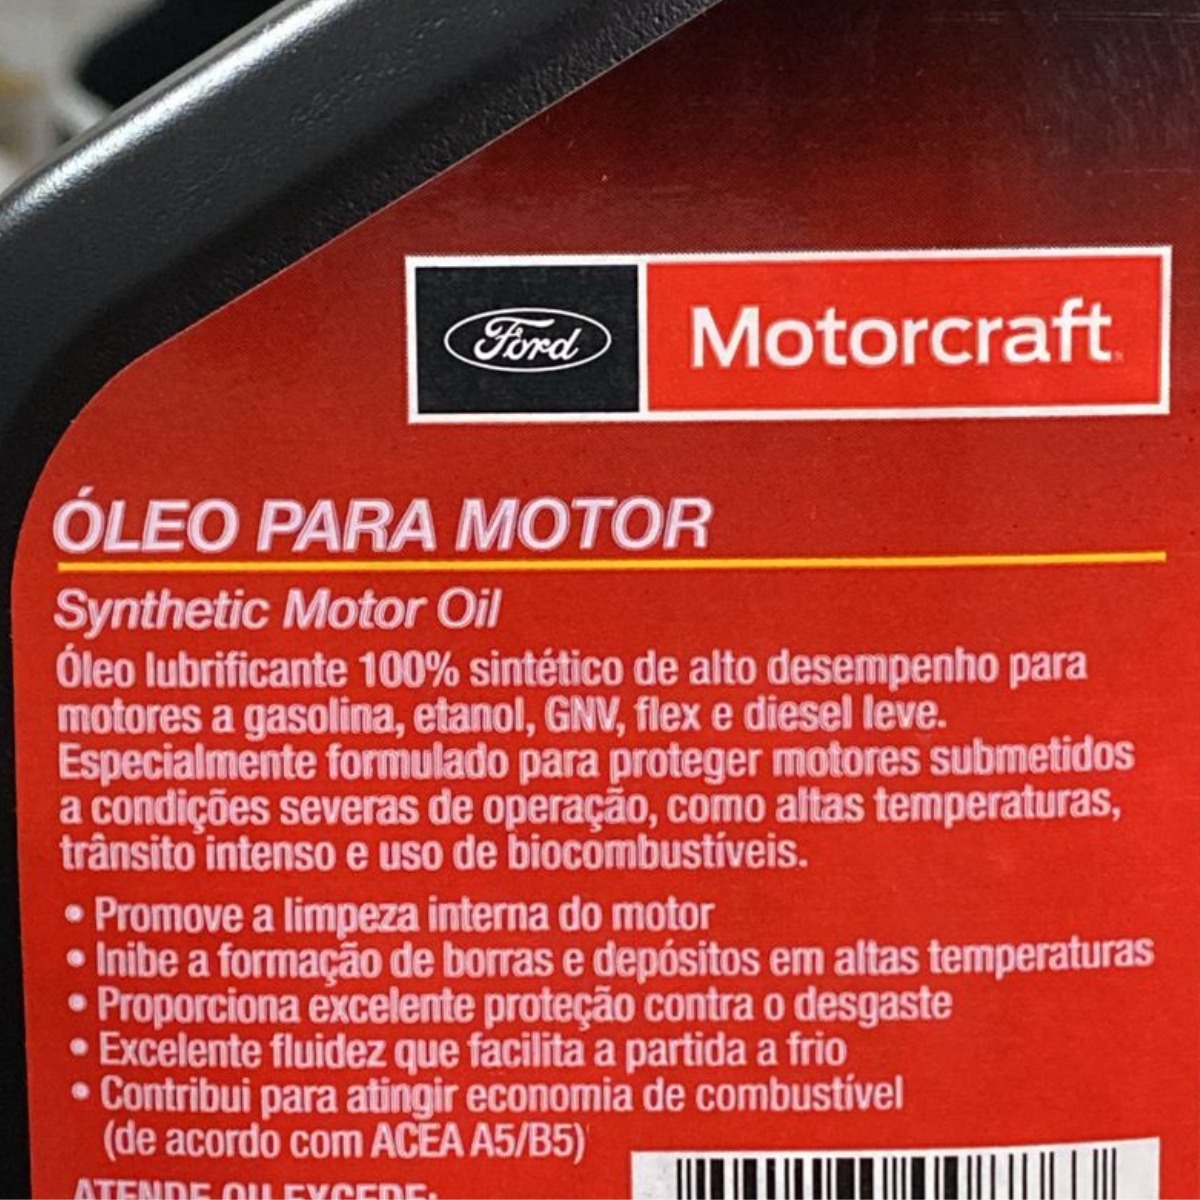 Ford Motorcraft
ÓLEO PARA MOTOR
Synthetic Motor Oil
Óleo lubrificante 100% sintético de alto desempenho para
motores a gasolina, etanol, GNV, flex e diesel leve.
Especialmente formulado para proteger motores submetidos
a condições severas de operação, como altas temperaturas,
trânsito intenso e uso de biocombustíveis.
• Promove a limpeza interna do motor
• Inibe a formação de borras e depósitos em altas temperaturas
• Proporciona excelente proteção contra o desgaste
• Excelente fluidez que facilita a partida a frio
• Contribui para atingir economia de combustível
(de acordo com ACEA A5/B5)
ATENDE OU EXCEDE: